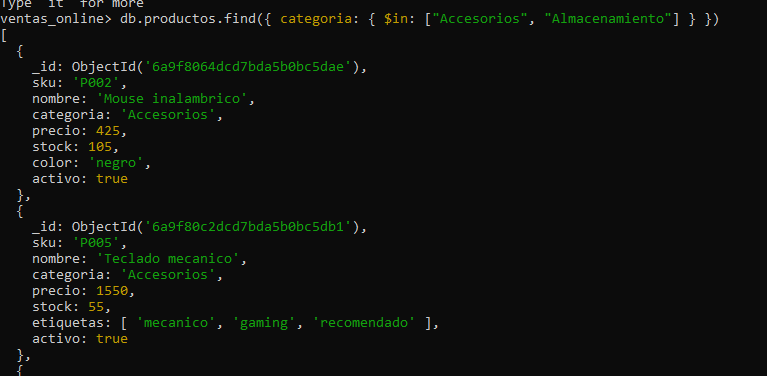 Type "it" for more
ventas_online> db.productos.find({ categoria: { $in: ["Accesorios", "Almacenamiento"] } })
[
  {
    _id: ObjectId('6a9f8064dcd7bda5b0bc5dae'),
    sku: 'P002',
    nombre: 'Mouse inalambrico',
    categoria: 'Accesorios',
    precio: 425,
    stock: 105,
    color: 'negro',
    activo: true
  },
  {
    _id: ObjectId('6a9f80c2dcd7bda5b0bc5db1'),
    sku: 'P005',
    nombre: 'Teclado mecanico',
    categoria: 'Accesorios',
    precio: 1550,
    stock: 55,
    etiquetas: [ 'mecanico', 'gaming', 'recomendado' ],
    activo: true
  },
  {